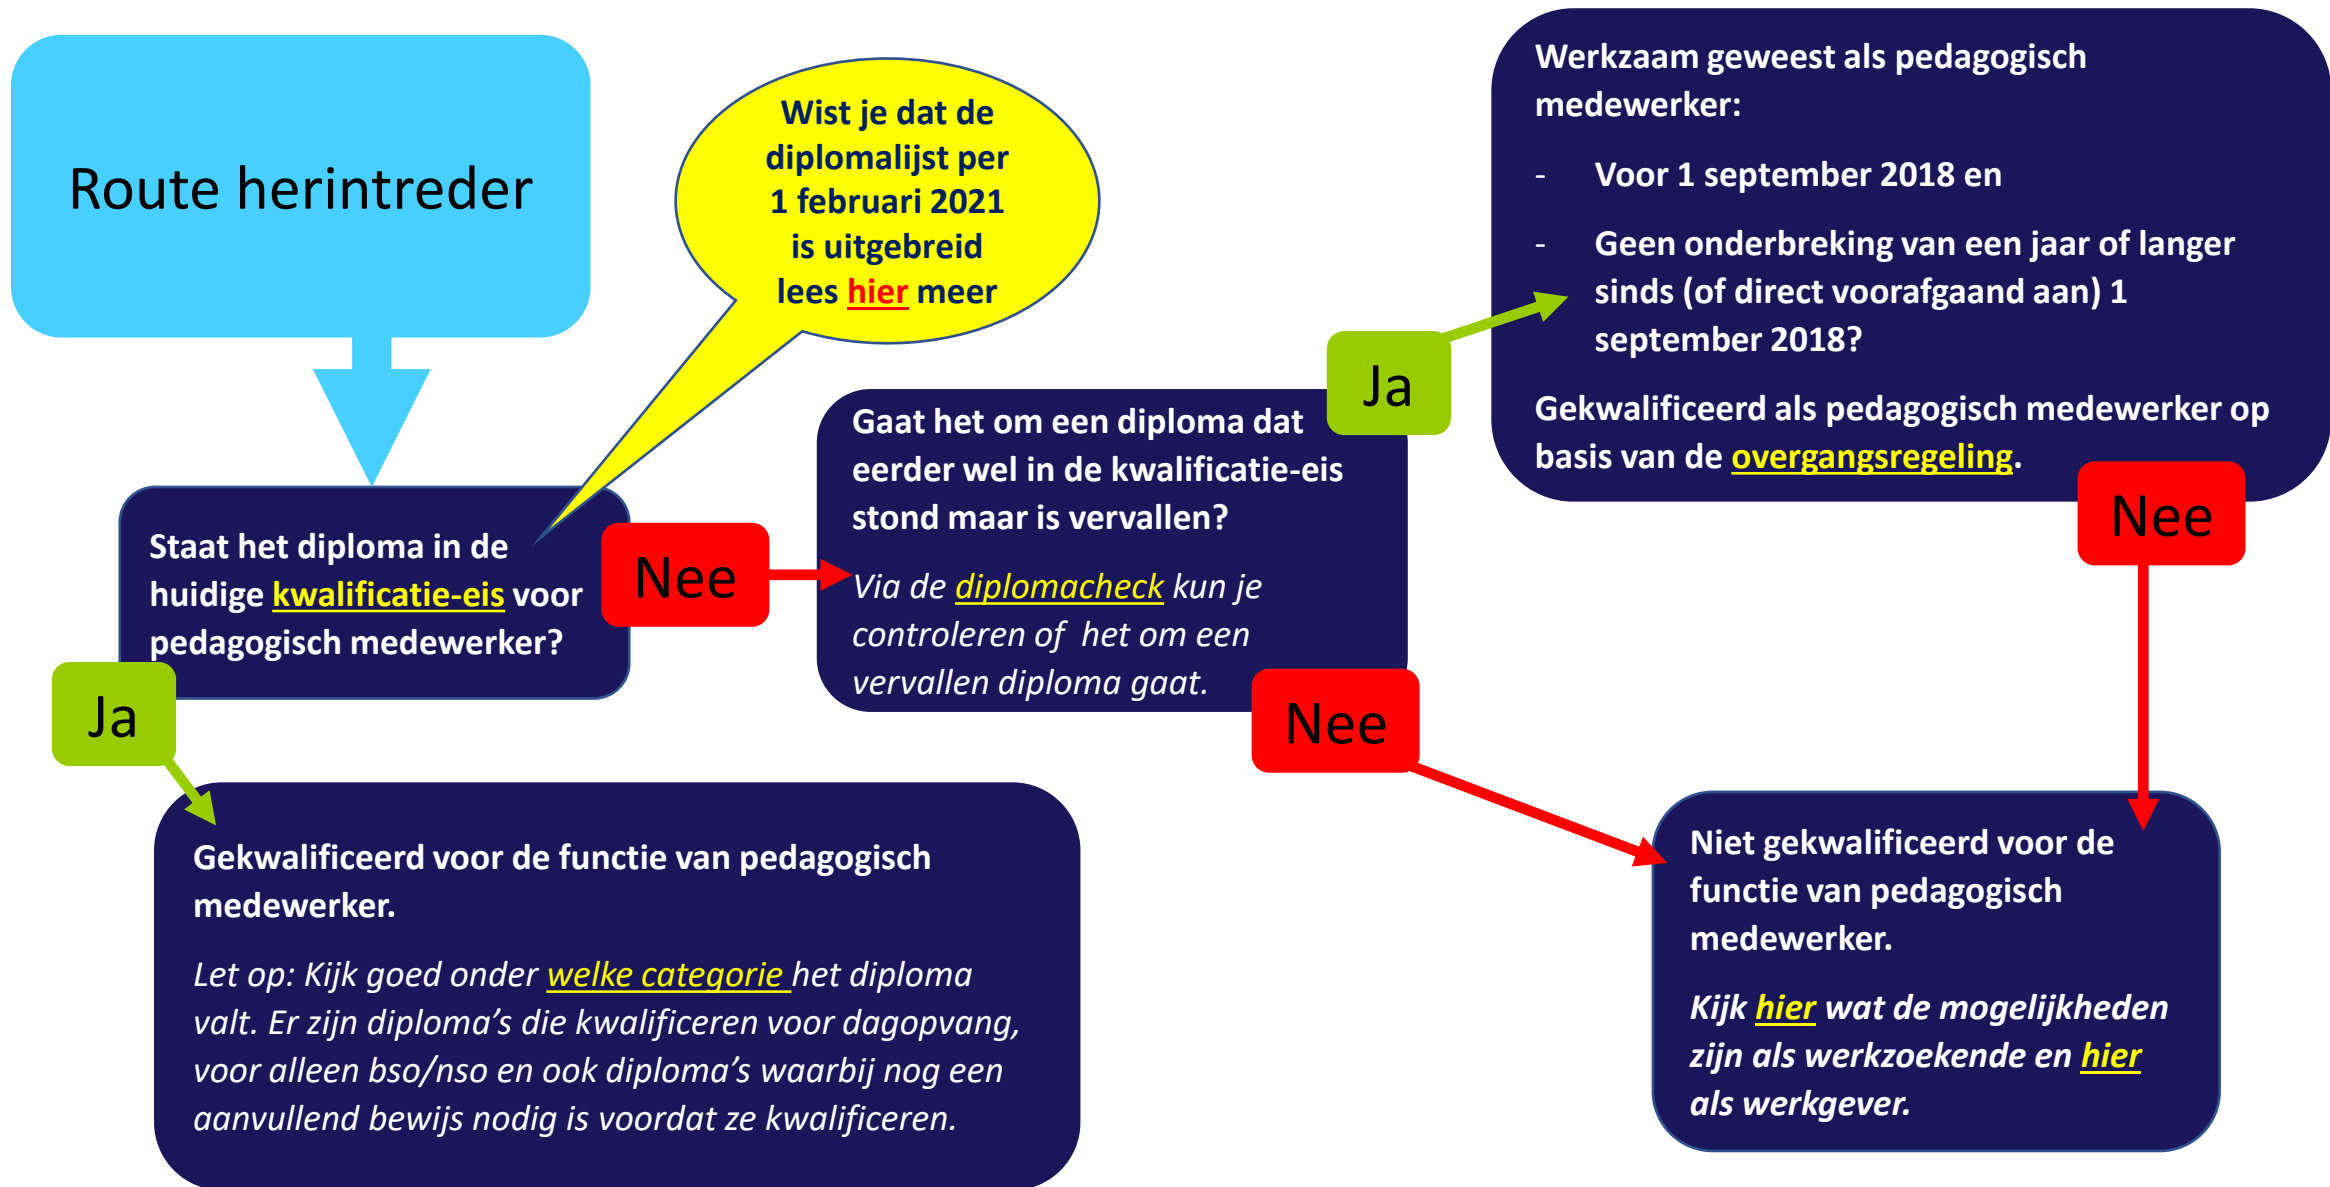 Route herintreder
Wist je dat de
diplomalijst per
1 februari 2021
is uitgebreid
lees hier meer
Staat het diploma in de
huidige kwalificatie-eis voor
pedagogisch medewerker?
Nee
Ja
Gekwalificeerd voor de functie van pedagogisch
medewerker.
Let op: Kijk goed onder welke categorie het diploma
valt. Er zijn diploma's die kwalificeren voor dagopvang,
voor alleen bso/nso en ook diploma's waarbij nog een
aanvullend bewijs nodig is voordat ze kwalificeren.
Gaat het om een diploma dat
eerder wel in de kwalificatie-eis
stond maar is vervallen?
Via de diplomacheck kun je
controleren of  het om een
vervallen diploma gaat.
Ja
Nee
Werkzaam geweest als pedagogisch
medewerker:
- Voor 1 september 2018 en
- Geen onderbreking van een jaar of langer
sinds (of direct voorafgaand aan) 1
september 2018?
Gekwalificeerd als pedagogisch medewerker op
basis van de overgangsregeling.
Nee
Niet gekwalificeerd voor de
functie van pedagogisch
medewerker.
Kijk hier wat de mogelijkheden
zijn als werkzoekende en hier
als werkgever.